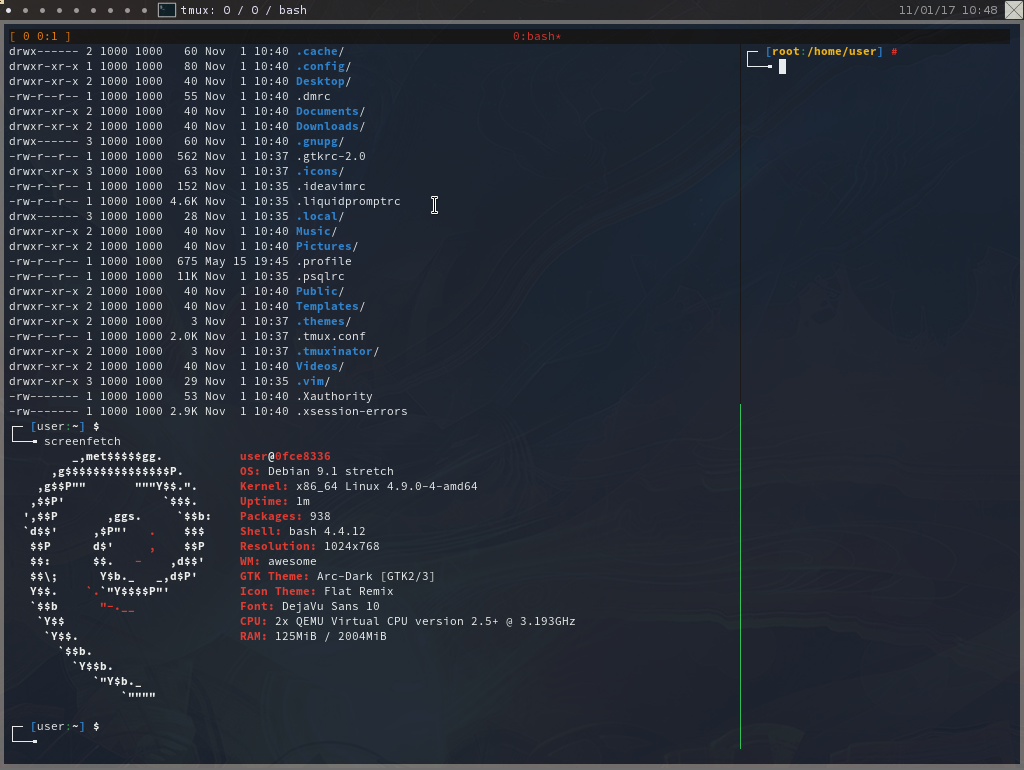 tmux: 0 / 0 / bash 11/01/17 10:48
[ 0 0:1 ] 0:bash*
drwx------ 2 1000 1000   60 Nov  1 10:40 .cache/
drwxr-xr-x 1 1000 1000   80 Nov  1 10:40 .config/
drwxr-xr-x 2 1000 1000   40 Nov  1 10:40 Desktop/
-rw-r--r-- 1 1000 1000   55 Nov  1 10:40 .dmrc
drwxr-xr-x 2 1000 1000   40 Nov  1 10:40 Documents/
drwxr-xr-x 2 1000 1000   40 Nov  1 10:40 Downloads/
drwx------ 3 1000 1000   60 Nov  1 10:40 .gnupg/
-rw-r--r-- 1 1000 1000  562 Nov  1 10:37 .gtkrc-2.0
drwxr-xr-x 3 1000 1000   63 Nov  1 10:37 .icons/
-rw-r--r-- 1 1000 1000  152 Nov  1 10:35 .ideavimrc
-rw-r--r-- 1 1000 1000 4.6K Nov  1 10:35 .liquidpromptrc
drwx------ 3 1000 1000   28 Nov  1 10:35 .local/
drwxr-xr-x 2 1000 1000   40 Nov  1 10:40 Music/
drwxr-xr-x 2 1000 1000   40 Nov  1 10:40 Pictures/
-rw-r--r-- 1 1000 1000  675 May 15 19:45 .profile
-rw-r--r-- 1 1000 1000  11K Nov  1 10:35 .psqlrc
drwxr-xr-x 2 1000 1000   40 Nov  1 10:40 Public/
drwxr-xr-x 2 1000 1000   40 Nov  1 10:40 Templates/
drwxr-xr-x 2 1000 1000    3 Nov  1 10:37 .themes/
-rw-r--r-- 1 1000 1000 2.0K Nov  1 10:37 .tmux.conf
drwxr-xr-x 2 1000 1000    3 Nov  1 10:37 .tmuxinator/
drwxr-xr-x 2 1000 1000   40 Nov  1 10:40 Videos/
drwxr-xr-x 3 1000 1000   29 Nov  1 10:35 .vim/
-rw------- 1 1000 1000   53 Nov  1 10:40 .Xauthority
-rw------- 1 1000 1000 2.9K Nov  1 10:40 .xsession-errors
[user:~] $
screenfetch
         _,met$$$$$gg.           user@0fce8336
      ,g$$$$$$$$$$$$$$$P.        OS: Debian 9.1 stretch
    ,g$$P""       """Y$$.".      Kernel: x86_64 Linux 4.9.0-4-amd64
   ,$$P'              `$$$.      Uptime: 1m
  ',$$P       ,ggs.     `$$b:    Packages: 938
  `d$$'     ,$P"'   .    $$$     Shell: bash 4.4.12
   $$P      d$'     ,    $$P     Resolution: 1024x768
   $$:      $$.   -    ,d$$'     WM: awesome
   $$\;      Y$b._   _,d$P'      GTK Theme: Arc-Dark [GTK2/3]
   Y$$.    `.`"Y$$$$P"'          Icon Theme: Flat Remix
   `$$b      "-.__               Font: DejaVu Sans 10
    `Y$$                         CPU: 2x QEMU Virtual CPU version 2.5+ @ 3.193GHz
     `Y$$.                       RAM: 125MiB / 2004MiB
       `$$b.
         `Y$$b.
            `"Y$b._
                `""""
[user:~] $
[root:/home/user] #